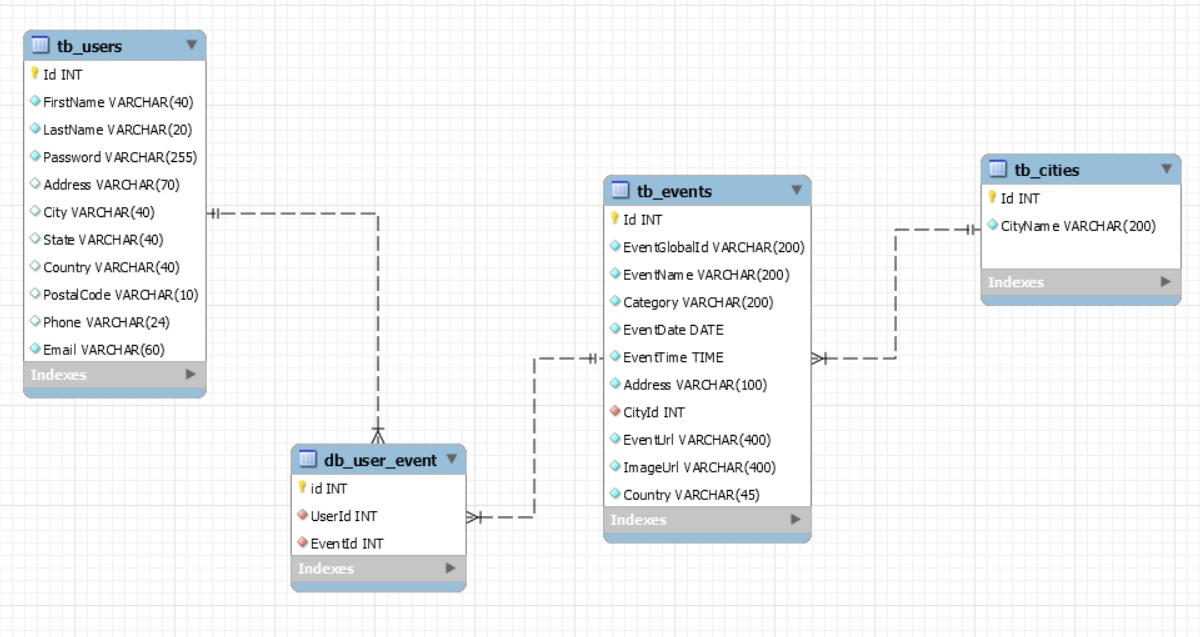 tb_users
Id INT
FirstName VARCHAR(40)
LastName VARCHAR(20)
Password VARCHAR(255)
Address VARCHAR(70)
City VARCHAR(40)
State VARCHAR(40)
Country VARCHAR(40)
PostalCode VARCHAR(10)
Phone VARCHAR(24)
Email VARCHAR(60)
Indexes
db_user_event
id INT
UserId INT
EventId INT
Indexes
tb_events
Id INT
EventGlobalId VARCHAR(200)
EventName VARCHAR(200)
Category VARCHAR(200)
EventDate DATE
EventTime TIME
Address VARCHAR(100)
CityId INT
EventUrl VARCHAR(400)
ImageUrl VARCHAR(400)
Country VARCHAR(45)
Indexes
tb_cities
Id INT
CityName VARCHAR(200)
Indexes